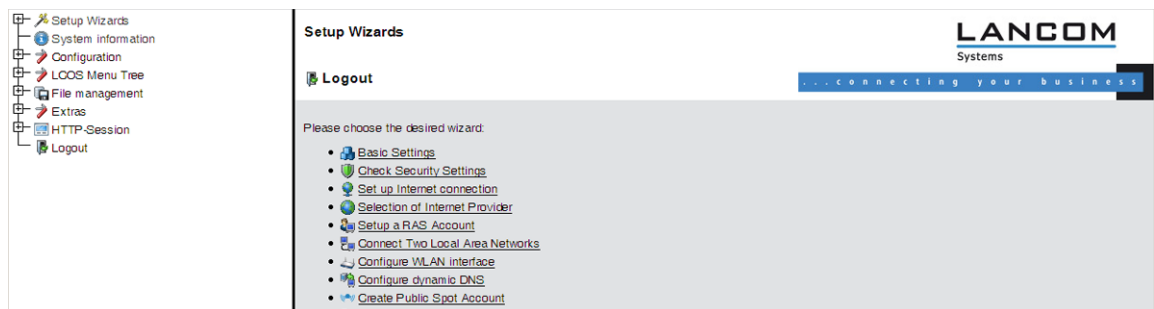 Setup Wizards
System information
Configuration
LCOS Menu Tree
File management
Extras
HTTP-Session
Logout
Setup Wizards
LANCOM
Systems
Logout
...connecting your business
Please choose the desired wizard:
Basic Settings
Check Security Settings
Set up Internet connection
Selection of Internet Provider
Setup a RAS Account
Connect Two Local Area Networks
Configure WLAN interface
Configure dynamic DNS
Create Public Spot Account